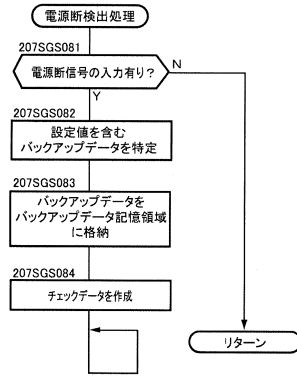 電源断検出処理
207SGS081
電源断信号の入力有り？
N
Y
207SGS082
設定値を含む
バックアップデータを特定
207SGS083
バックアップデータを
バックアップデータ記憶領域
に格納
207SGS084
チェックデータを作成
リターン